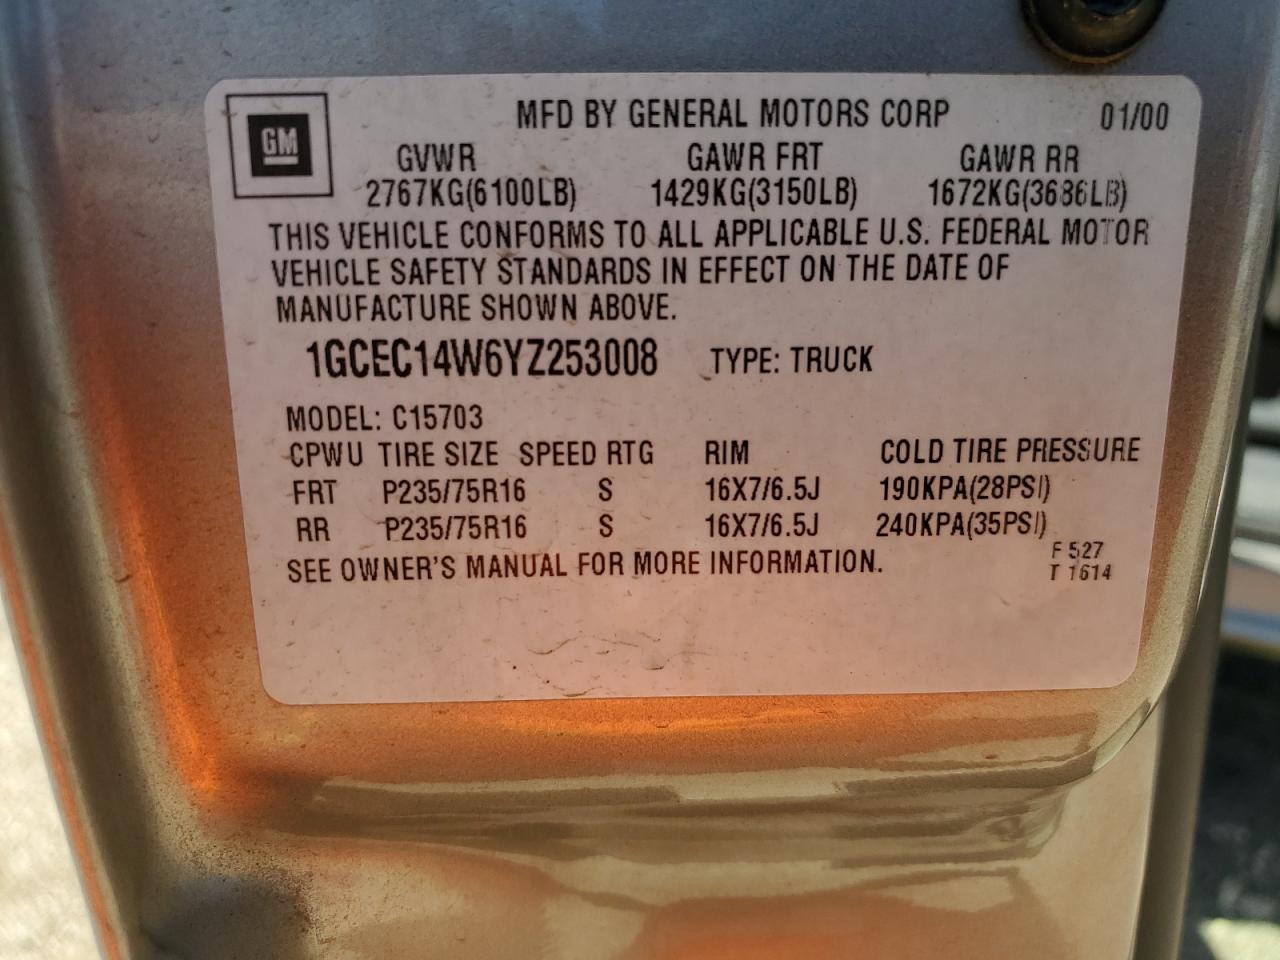 GM
MFD BY GENERAL MOTORS CORP 01/00
GVWR GAWR FRT GAWR RR
2767KG(6100LB) 1429KG(3150LB) 1672KG(3686LB)
THIS VEHICLE CONFORMS TO ALL APPLICABLE U.S. FEDERAL MOTOR
VEHICLE SAFETY STANDARDS IN EFFECT ON THE DATE OF
MANUFACTURE SHOWN ABOVE.
1GCEC14W6YZ253008 TYPE: TRUCK
MODEL: C15703
CPWU TIRE SIZE SPEED RTG RIM COLD TIRE PRESSURE
FRT P235/75R16 S 16X7/6.5J 190KPA(28PSI)
RR P235/75R16 S 16X7/6.5J 240KPA(35PSI)
SEE OWNER'S MANUAL FOR MORE INFORMATION.
F 527
T 1614